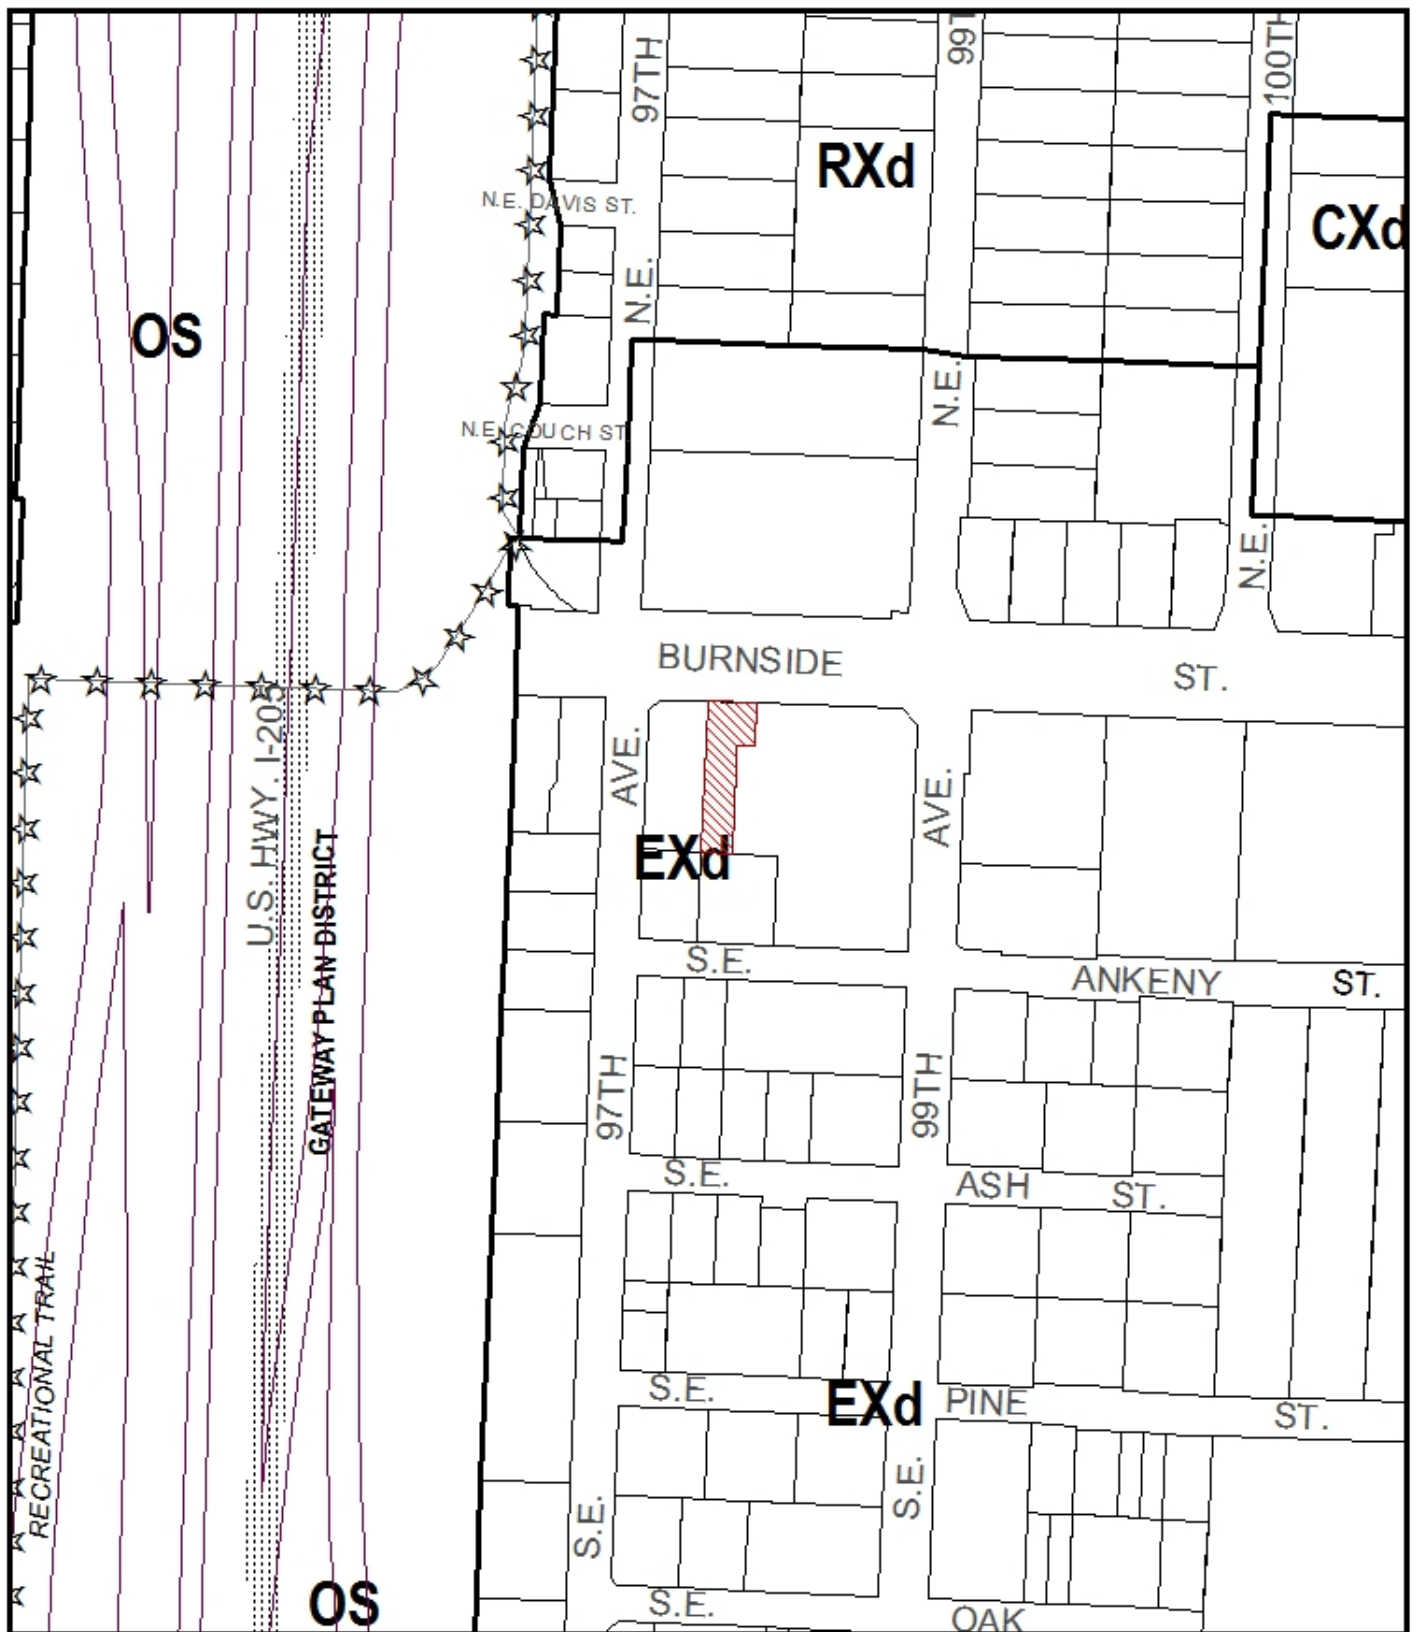 97TH
99T
100TH
RXd
N.E. DAVIS ST.
CXd
N.E.
OS
N.E.
N.E. COUCH ST.
N.E.
BURNSIDE
ST.
U.S. HWY. I-205
AVE.
AVE.
EXd
GATEWAY PLAN DISTRICT
S.E.
ANKENY
ST.
97TH
99TH
S.E.
ASH
ST.
RECREATIONAL TRAIL
S.E.
EXd
PINE
ST.
S.E.
S.E.
OS
S.E.
OAK